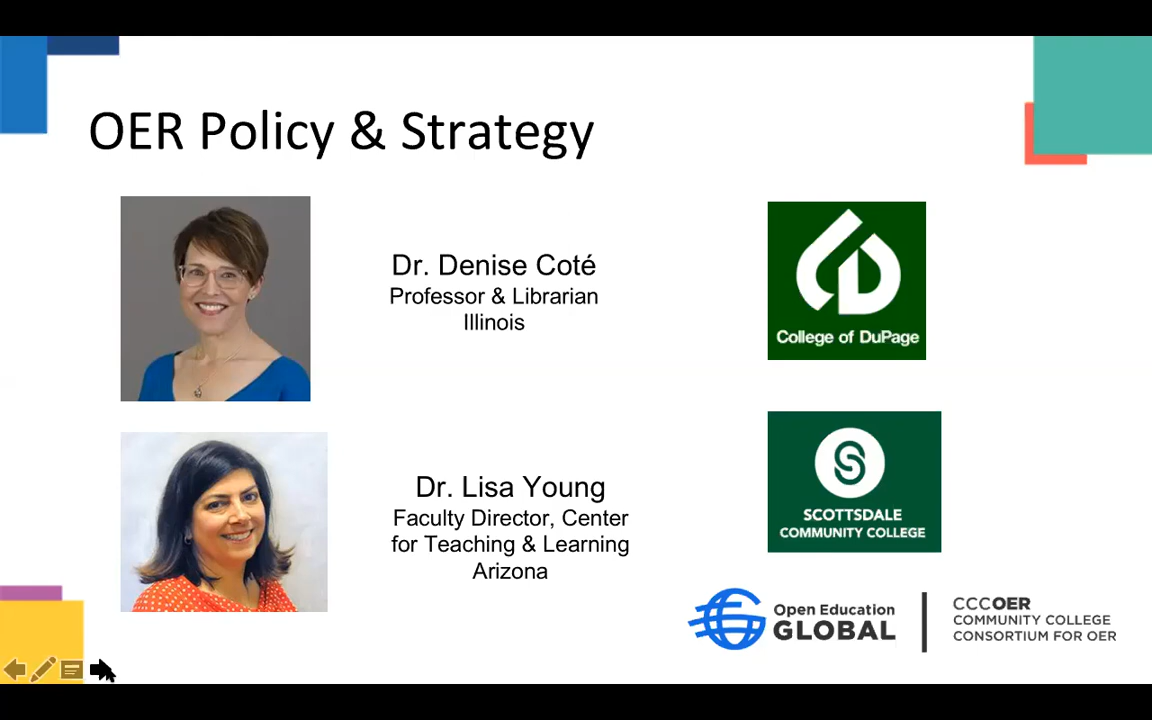 OER Policy & Strategy
Dr. Denise Coté
Professor & Librarian
Illinois
College of DuPage
Dr. Lisa Young
Faculty Director, Center
for Teaching & Learning
Arizona
SCOTTSDALE
COMMUNITY COLLEGE
Open Education
GLOBAL
CCCOER
COMMUNITY COLLEGE
CONSORTIUM FOR OER